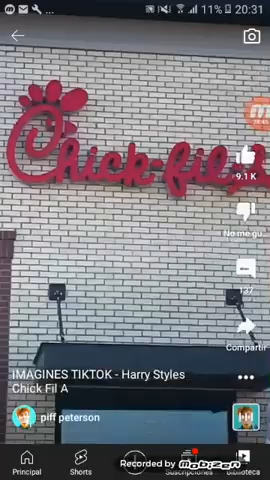 11% 20:31
Chick-fil-A
9.1 K
No me gu...
137
Compartir
IMAGINES TIKTOK - Harry Styles
Chick Fil A
piff peterson
Principal
Shorts
Suscripciones
Biblioteca
Recorded by mobizen